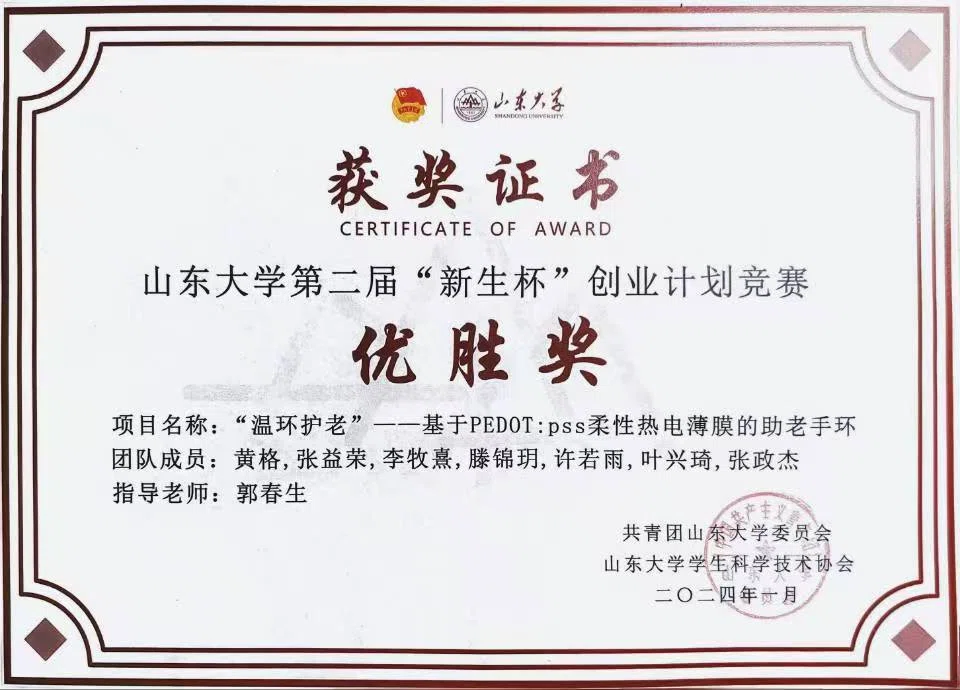 山东大学
SHANDONG UNIVERSITY
获奖证书
CERTIFICATE OF AWARD
山东大学第二届“新生杯”创业计划竞赛
优胜奖
项目名称：“温环护老”——基于PEDOT:pss柔性热电薄膜的助老手环
团队成员：黄格,张益荣,李牧熹,滕锦玥,许若雨,叶兴琦,张政杰
指导老师：郭春生
共青团山东大学委员会
山东大学学生科学技术协会
二〇二四年一月